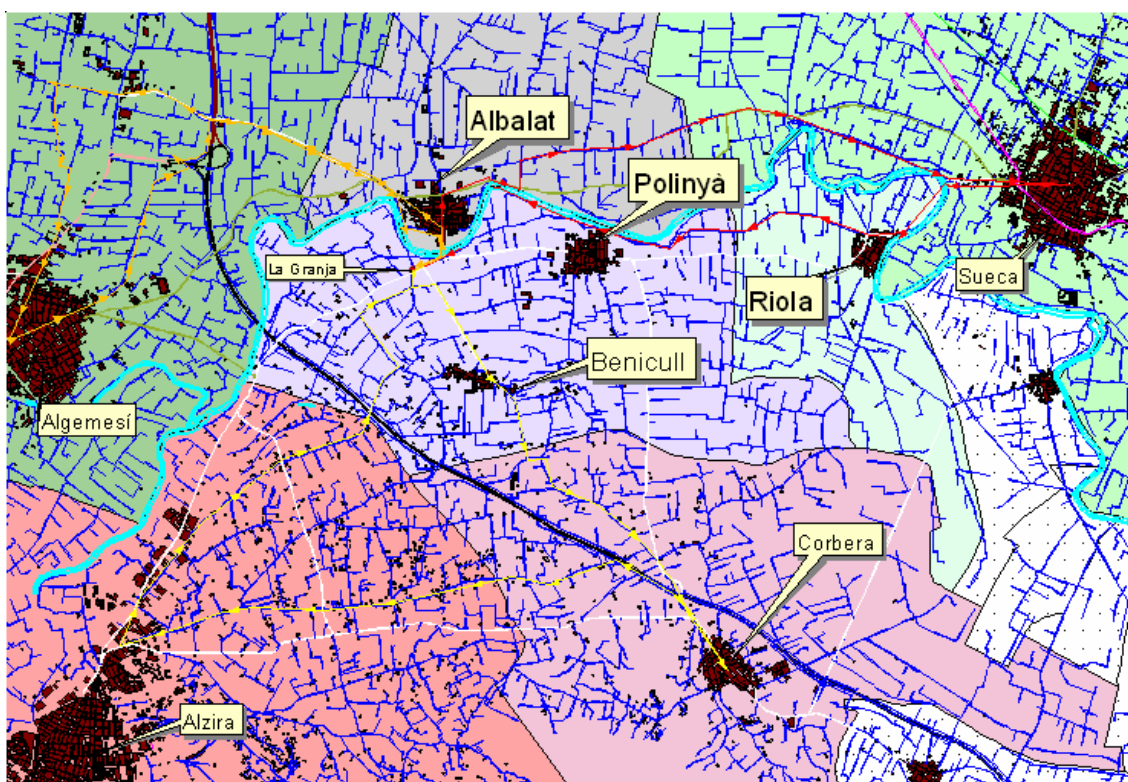 Albalat
Polinyà
La Granja
Sueca
Riola
Benicull
Algemesí
Corbera
Alzira